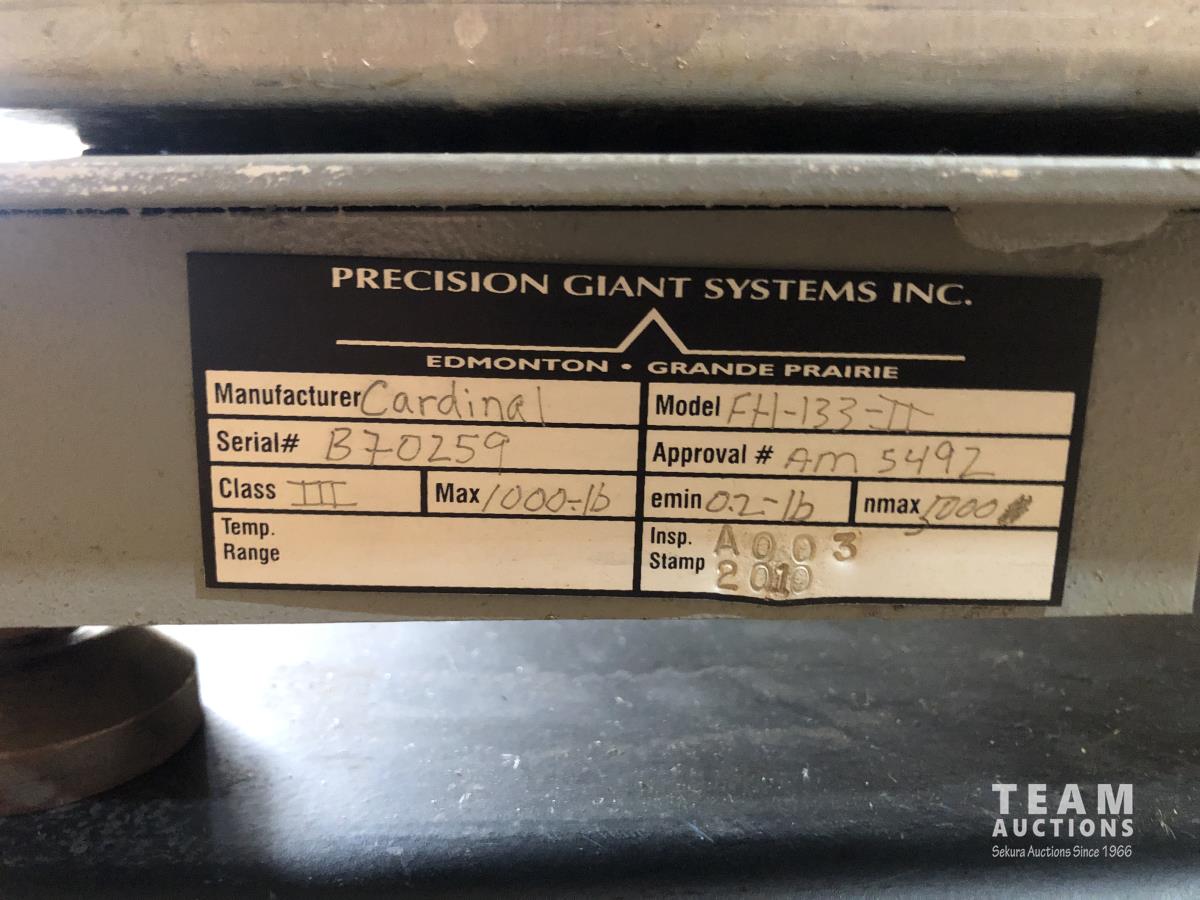 PRECISION GIANT SYSTEMS INC.
EDMONTON • GRANDE PRAIRIE
Manufacturer Cardinal Model FH-133-II
Serial# B70259 Approval # AM 5492
Class III Max 1000-lb emin 0.2-lb nmax 5000
Temp. Range
Insp. Stamp A003 2010
TEAM
AUCTIONS
Sekura Auctions Since 1966